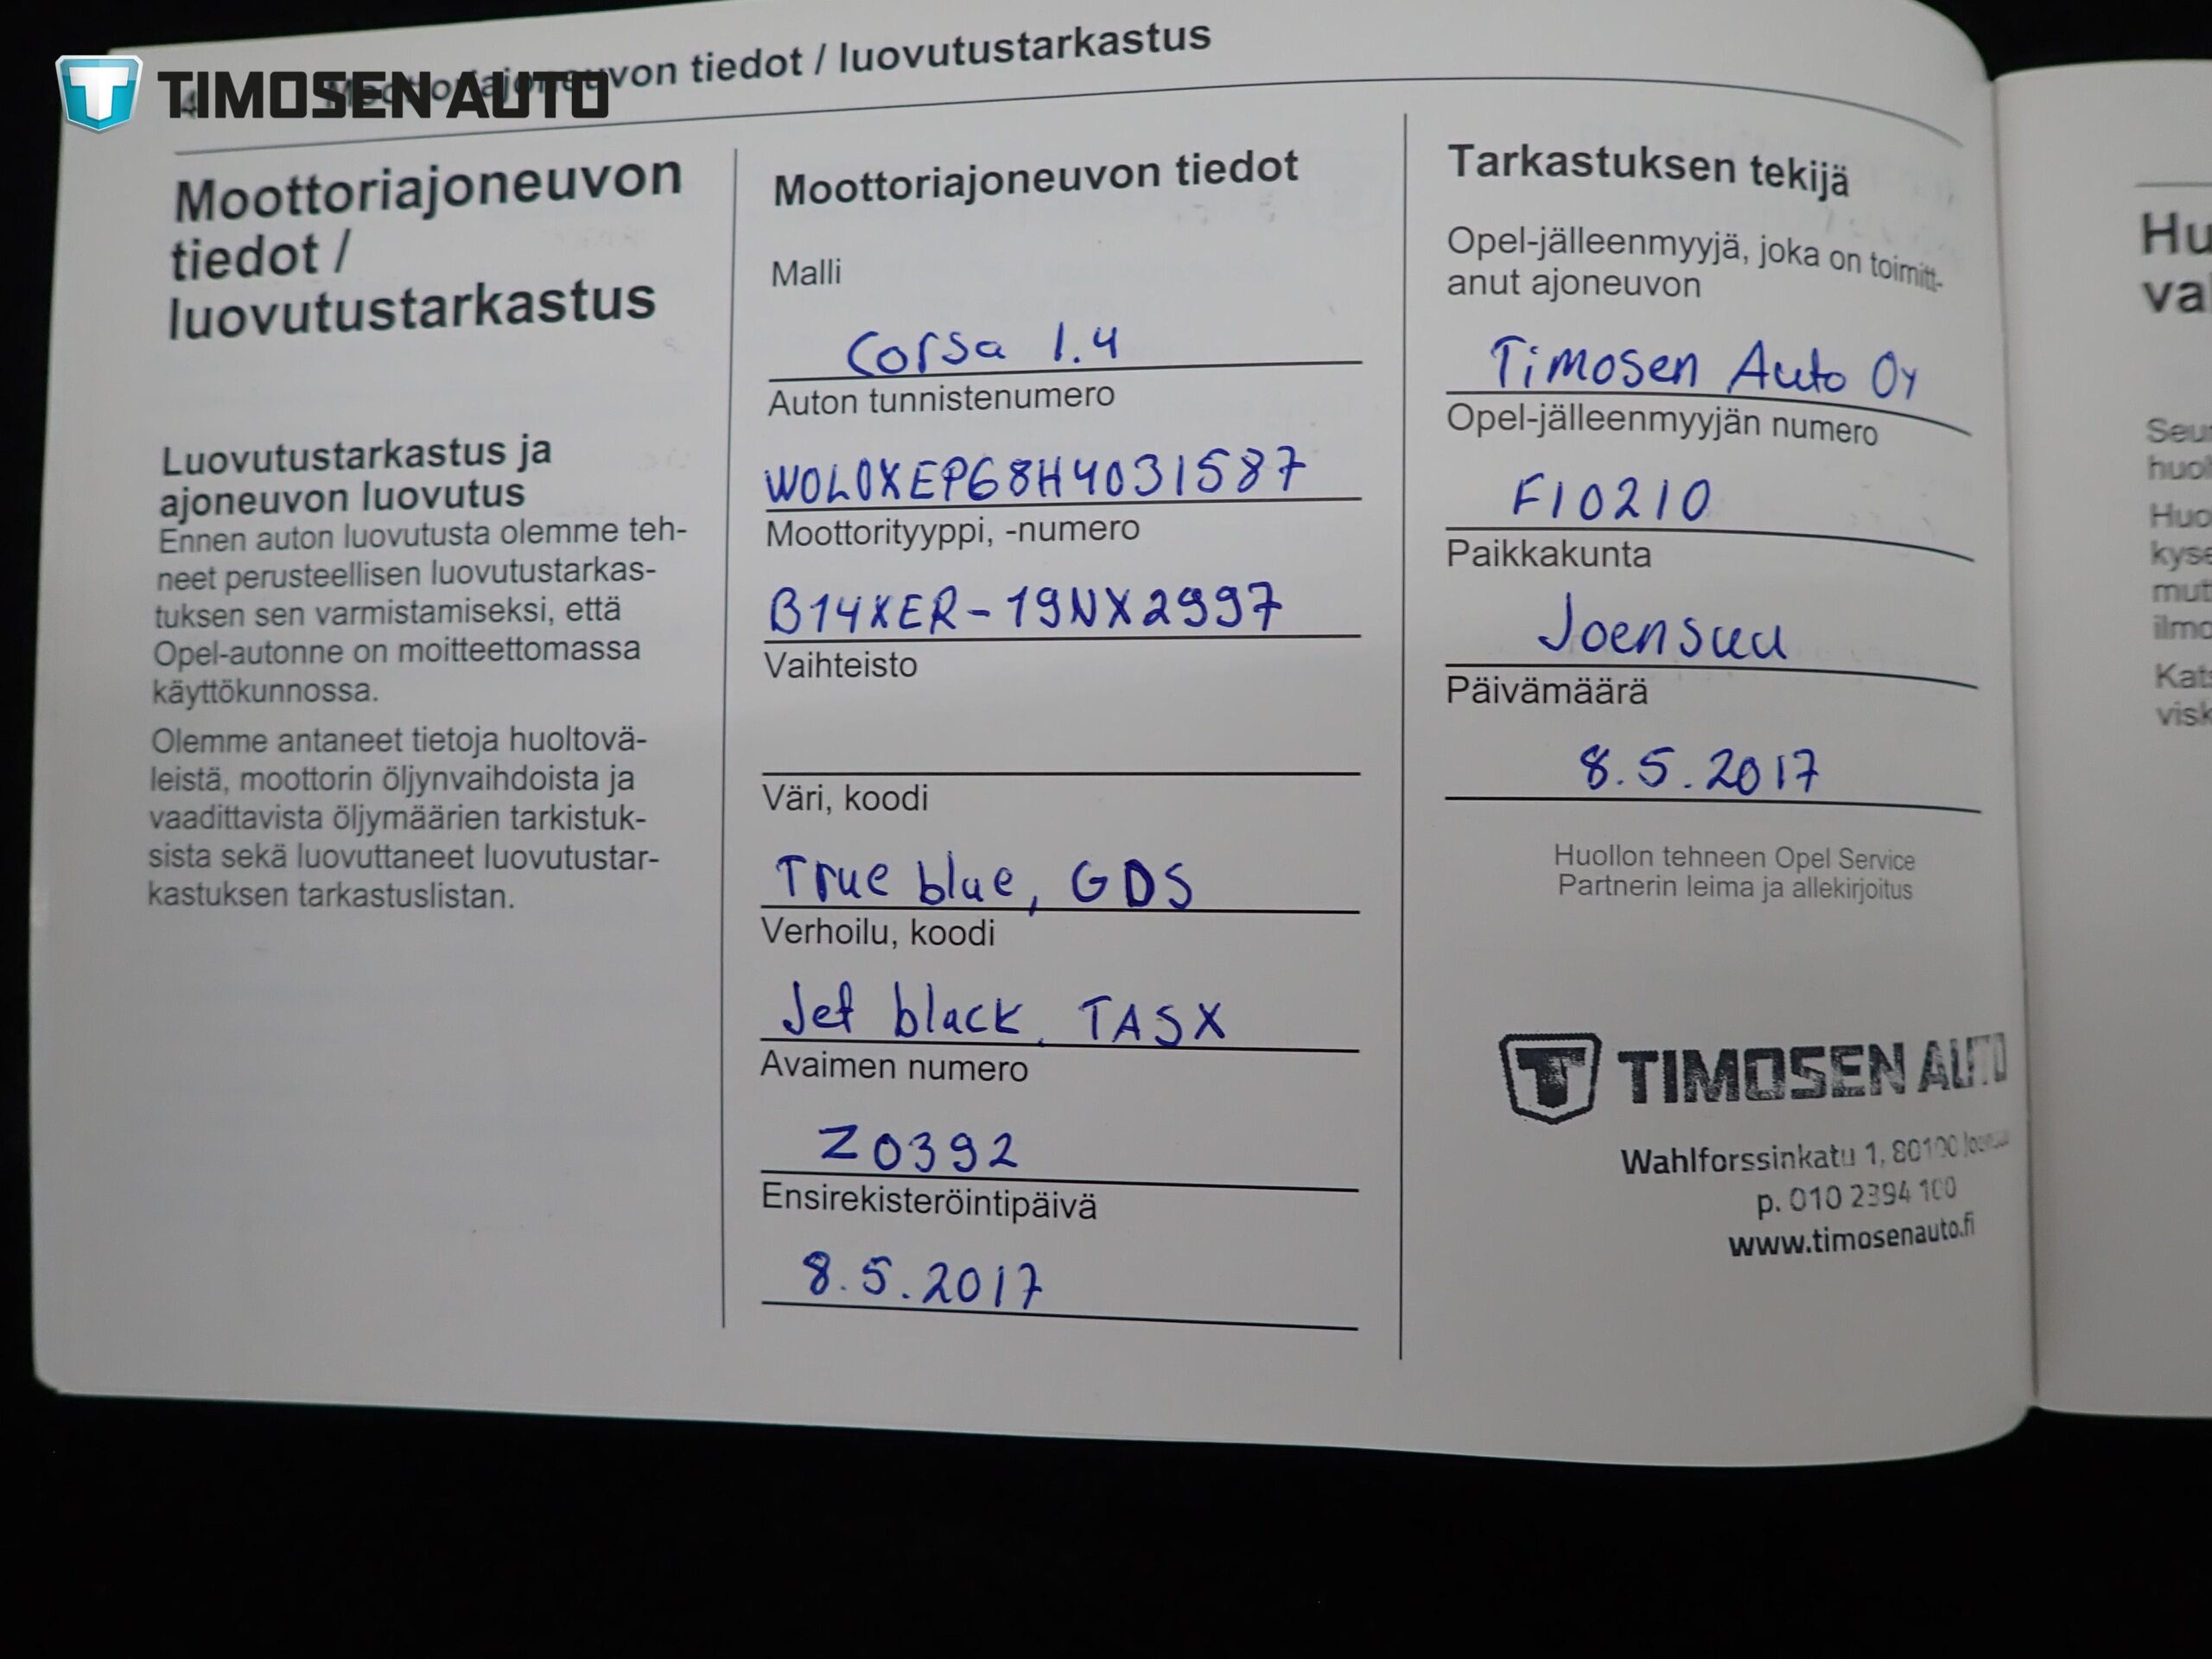 TIMOSEN AUTO
4 Moottoriajoneuvon tiedot / luovutustarkastus
Moottoriajoneuvon
tiedot /
luovutustarkastus
Luovutustarkastus ja
ajoneuvon luovutus
Ennen auton luovutusta olemme teh-
neet perusteellisen luovutustarkas-
tuksen sen varmistamiseksi, että
Opel-autonne on moitteettomassa
käyttökunnossa.
Olemme antaneet tietoja huoltovä-
leistä, moottorin öljynvaihdoista ja
vaadittavista öljymäärien tarkistuk-
sista sekä luovuttaneet luovutustar-
kastuksen tarkastuslistan.
Moottoriajoneuvon tiedot
Malli
Corsa 1.4
Auton tunnistenumero
W0L0XEP68H4031587
Moottorityyppi, -numero
B14XER-19NX2997
Vaihteisto
Väri, koodi
True blue, GDS
Verhoilu, koodi
Jet black, TASX
Avaimen numero
Z0392
Ensirekisteröintipäivä
8.5.2017
Tarkastuksen tekijä
Opel-jälleenmyyjä, joka on toimitt-
anut ajoneuvon
Timosen Auto Oy
Opel-jälleenmyyjän numero
FI0210
Paikkakunta
Joensuu
Päivämäärä
8.5.2017
Huollon tehneen Opel Service
Partnerin leima ja allekirjoitus
TIMOSEN AUTO
Wahlforssinkatu 1, 80100 Joensuu
p. 010 2394 100
www.timosenauto.fi